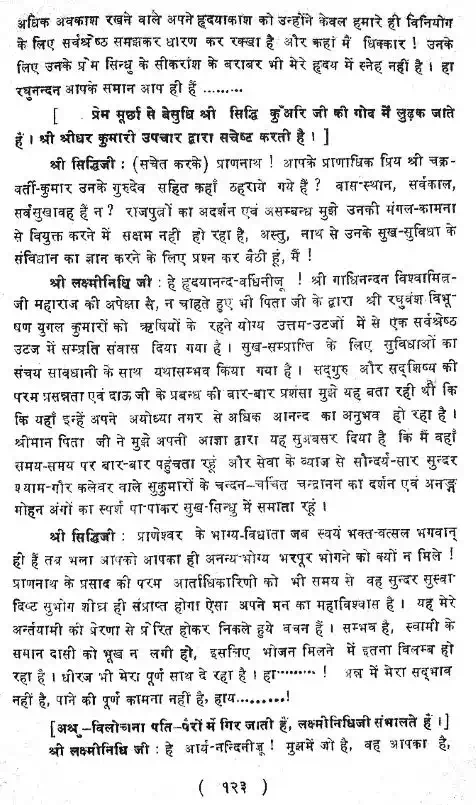 अधिक अवकाश रखने वाले अपने हृदयाकाश को उन्होंने केवल हमारे ही विनियोग
के लिए सर्वश्रेष्ठ समझकर धारण कर रक्खा है और कहां मैं धिक्कार ! उनके
लिए उनके प्रेम सिन्धु के सीकरांश के बराबर भी मेरे हृदय में स्नेह नहीं है । हा
रघुनन्दन आपके समान आप ही हैं .........
[ प्रेम मूर्छा से बेसुधि श्री सिद्धि कुँअरि जी की गोद में लुढ़क जाते
हैं । श्री श्रीधर कुमारी उपचार द्वारा सचेष्ट करती है । ]
श्री सिद्धिजी : (सचेत करके) प्राणनाथ ! आपके प्राणाधिक प्रिय श्री चक्र-
वर्ती-कुमार उनके गुरुदेव सहित कहाँ ठहराये गये हैं ? वास-स्थान, सर्वकाल,
सर्वसुखावह हैं न ? राजपुत्रों का अदर्शन एवं असम्बन्ध मुझे उनकी मंगल-कामना
से वियुक्त करने में सक्षम नही हो रहा है, अस्तु, नाथ से उनके सुख-सुविधा के
संविधान का ज्ञान करने के लिए प्रश्न कर बैठी हूं, मैं !
श्री लक्ष्मीनिधि जी : हे हृदयानन्द-वर्धिनीजू ! श्री गाधिनन्दन विश्वामित्र-
जी महाराज की अपेक्षा से, न चाहते हुए भी पिता जी के द्वारा श्री रघुवंश-विभु-
षण युगल कुमारों को ऋषियों के रहने योग्य उत्तम-उटजों में से एक सर्वश्रेष्ठ
उटज में सम्प्रति संवास दिया गया है । सुख-सम्प्राप्ति के लिए सुविधाओं का
संचय सावधानी के साथ यथासम्भव किया गया है । सद्गुरु और सद्शिष्य की
परम प्रसन्नता एवं दाऊ जी के प्रबन्ध की बार-बार प्रशंसा मुझे यह बता रही थी कि
कि यहाँ इन्हें अपने अयोध्या नगर से अधिक आनन्द का अनुभव हो रहा है ।
श्रीमान पिता जी ने मुझे अपनी आज्ञा द्वारा यह सुअवसर दिया है कि मैं वहाँ
समय-समय पर बार-बार पहुंचता रहूं और सेवा के व्याज से सौन्दर्य-सार सुन्दर
श्याम-गौर कलेवर वाले सुकुमारों के चन्दन-चर्चित चन्द्रानन का दर्शन एवं अनङ्ग
मोहन अंगों का स्पर्श पा-पाकर सुख-सिन्धु में समाता रहूं ।
श्री सिद्धिजी : प्राणेश्वर के भाग्य-विधाता जब स्वयं भक्त-वत्सल भगवान्
ही हैं तब भला आपको आपका ही अनन्य-भोग्य भरपूर भोगने को क्यों न मिले !
प्राणनाथ के प्रसाद की परम आर्ताधिकारिणी को भी समय से वह सुन्दर सुस्वा-
दिष्ट सुभोग शीघ्र ही संप्राप्त होगा ऐसा अपने मन का महाविश्वास है । यह मेरे
अर्न्तयामी की प्रेरणा से प्रेरित होकर निकले हुये वचन हैं । सम्भव है, स्वामी के
समान दासी को भूख न लगी हो, इसलिए भोजन मिलने में इतना विलम्ब हो
रहा है । धीरज भी मेरा पूर्ण साथ दे रहा है । हा.........! मेरा सद्भाव
नहीं है, पाने की पूर्ण कामना नहीं है, हाय.........!
[अश्रु-विलोचना पति-पैरों में गिर जाती हैं, लक्ष्मीनिधिजी संभालते हैं ।]
श्री लक्ष्मीनिधि जी : हे आर्य-नन्दिनीजू ! मुझमें जो है, वह आपका है,
( १२३ )